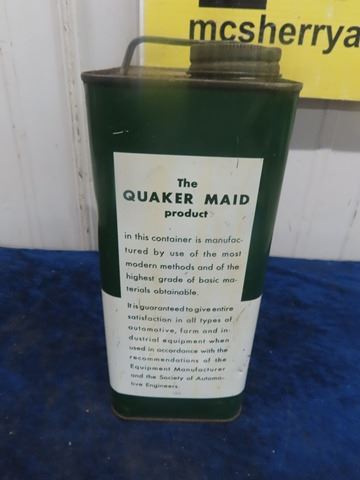 mcsherrya
The
QUAKER MAID
product
in this container is manufac-
tured by use of the most
modern methods and of the
highest grade of basic ma-
terials obtainable.
It is guaranteed to give entire
satisfaction in all types of
automotive, farm and in-
dustrial equipment when
used in accordance with the
recommendations of the
Equipment Manufacturer
and the Society of Automo-
tive Engineers